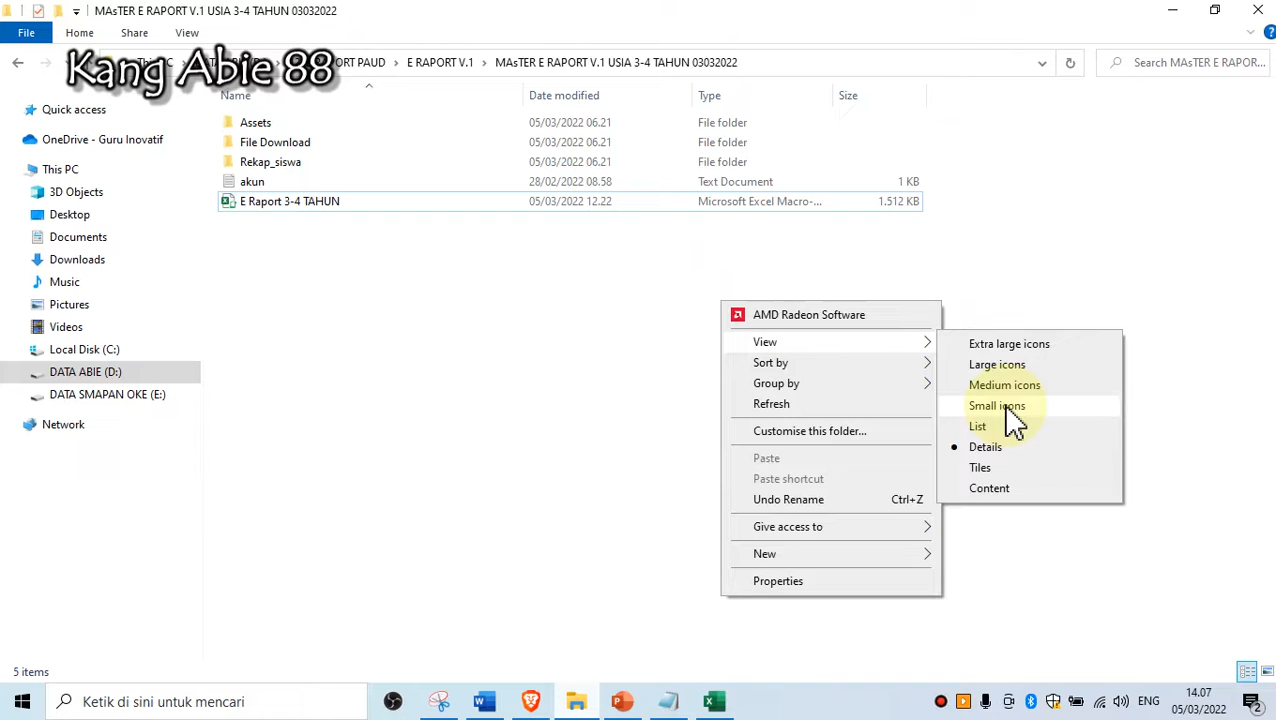 MAsTER E RAPORT V.1 USIA 3-4 TAHUN 03032022
File Home Share View
Kang Abie 88
PORT PAUD > E RAPORT V.1 > MAsTER E RAPORT V.1 USIA 3-4 TAHUN 03032022
Search MAsTER E RAPOR...
Name Date modified Type Size
Quick access
OneDrive - Guru Inovatif
This PC
3D Objects
Desktop
Documents
Downloads
Music
Pictures
Videos
Local Disk (C:)
DATA ABIE (D:)
DATA SMAPAN OKE (E:)
Network
Assets 05/03/2022 06.21 File folder
File Download 05/03/2022 06.21 File folder
Rekap_siswa 05/03/2022 06.21 File folder
akun 28/02/2022 08.58 Text Document 1 KB
E Raport 3-4 TAHUN 05/03/2022 12.22 Microsoft Excel Macro-... 1.512 KB
AMD Radeon Software
View
Sort by
Group by
Refresh
Customise this folder...
Paste
Paste shortcut
Undo Rename Ctrl+Z
Give access to
New
Properties
Extra large icons
Large icons
Medium icons
Small icons
List
Details
Tiles
Content
5 items
Ketik di sini untuk mencari
14.07
05/03/2022
2